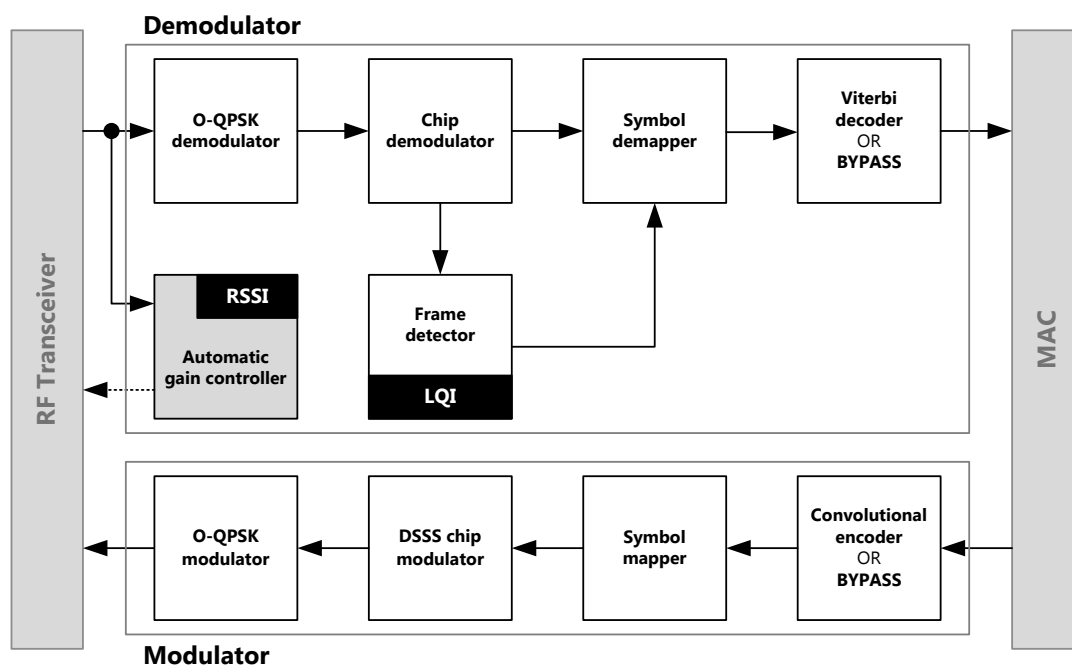 Demodulator
RF Transceiver
O-QPSK
demodulator
Chip
demodulator
Symbol
demapper
Viterbi
decoder
OR
BYPASS
MAC
RSSI
Automatic
gain controller
Frame
detector
LQI
O-QPSK
modulator
DSSS chip
modulator
Symbol
mapper
Convolutional
encoder
OR
BYPASS
Modulator